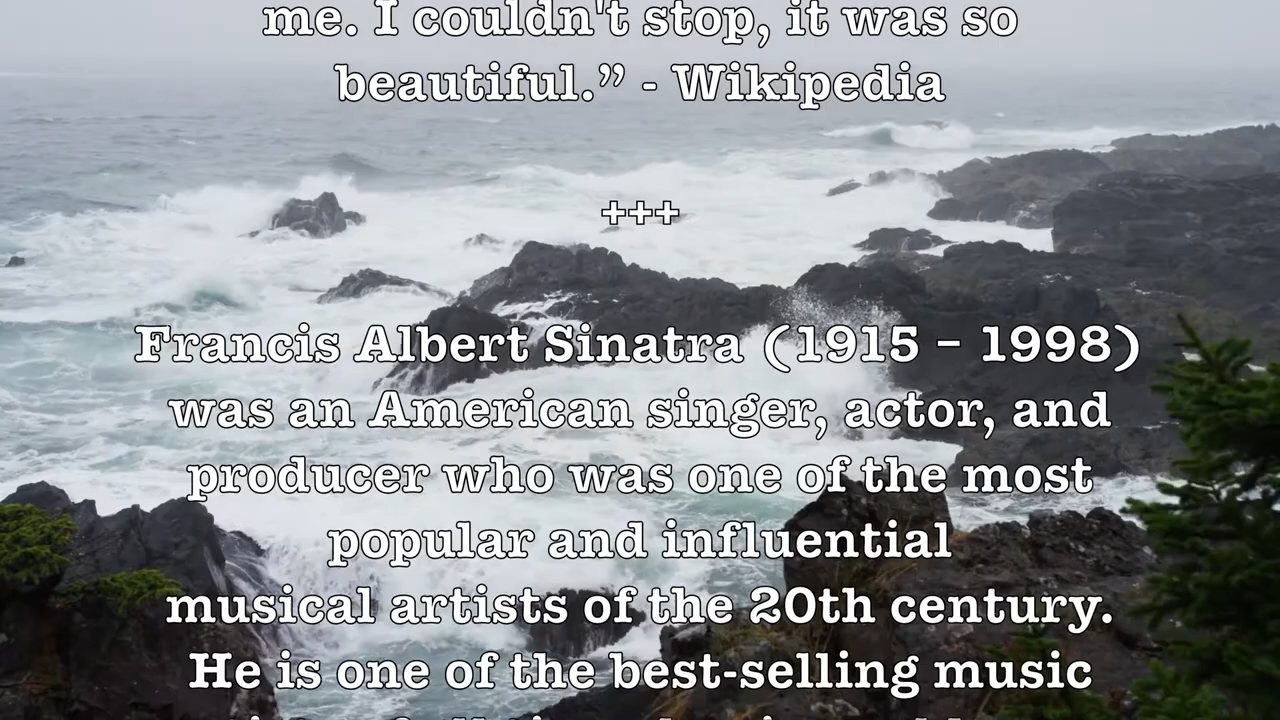 me. I couldn't stop, it was so
beautiful.” - Wikipedia
+++
Francis Albert Sinatra (1915 – 1998)
was an American singer, actor, and
producer who was one of the most
popular and influential
musical artists of the 20th century.
He is one of the best-selling music